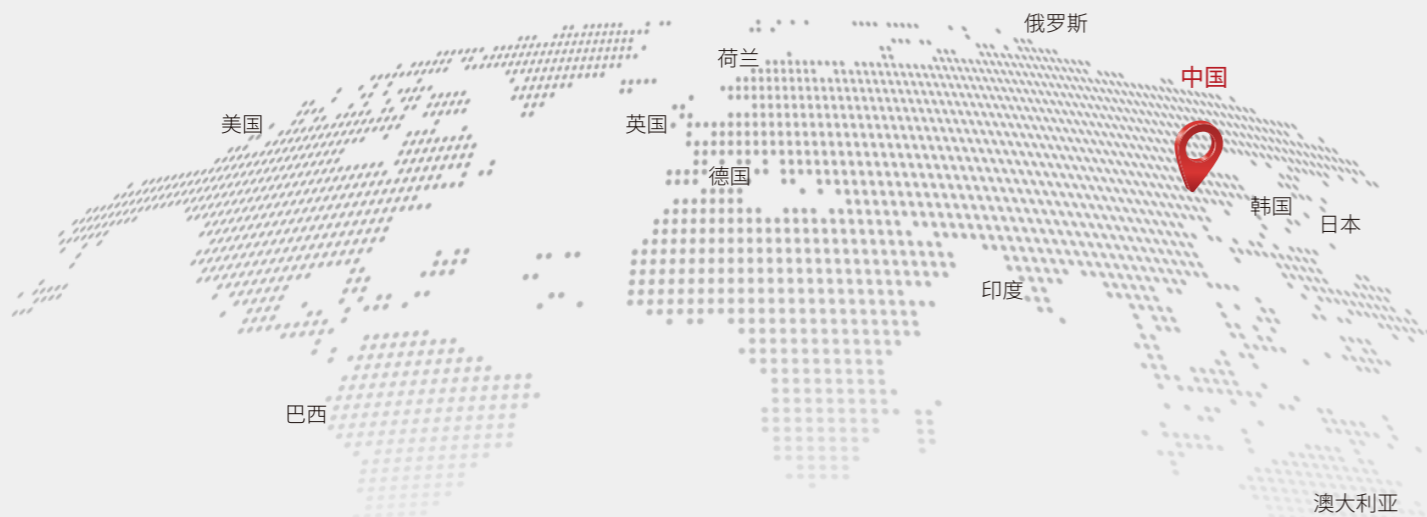 俄罗斯
荷兰
中国
美国
英国
德国
韩国
日本
印度
巴西
澳大利亚